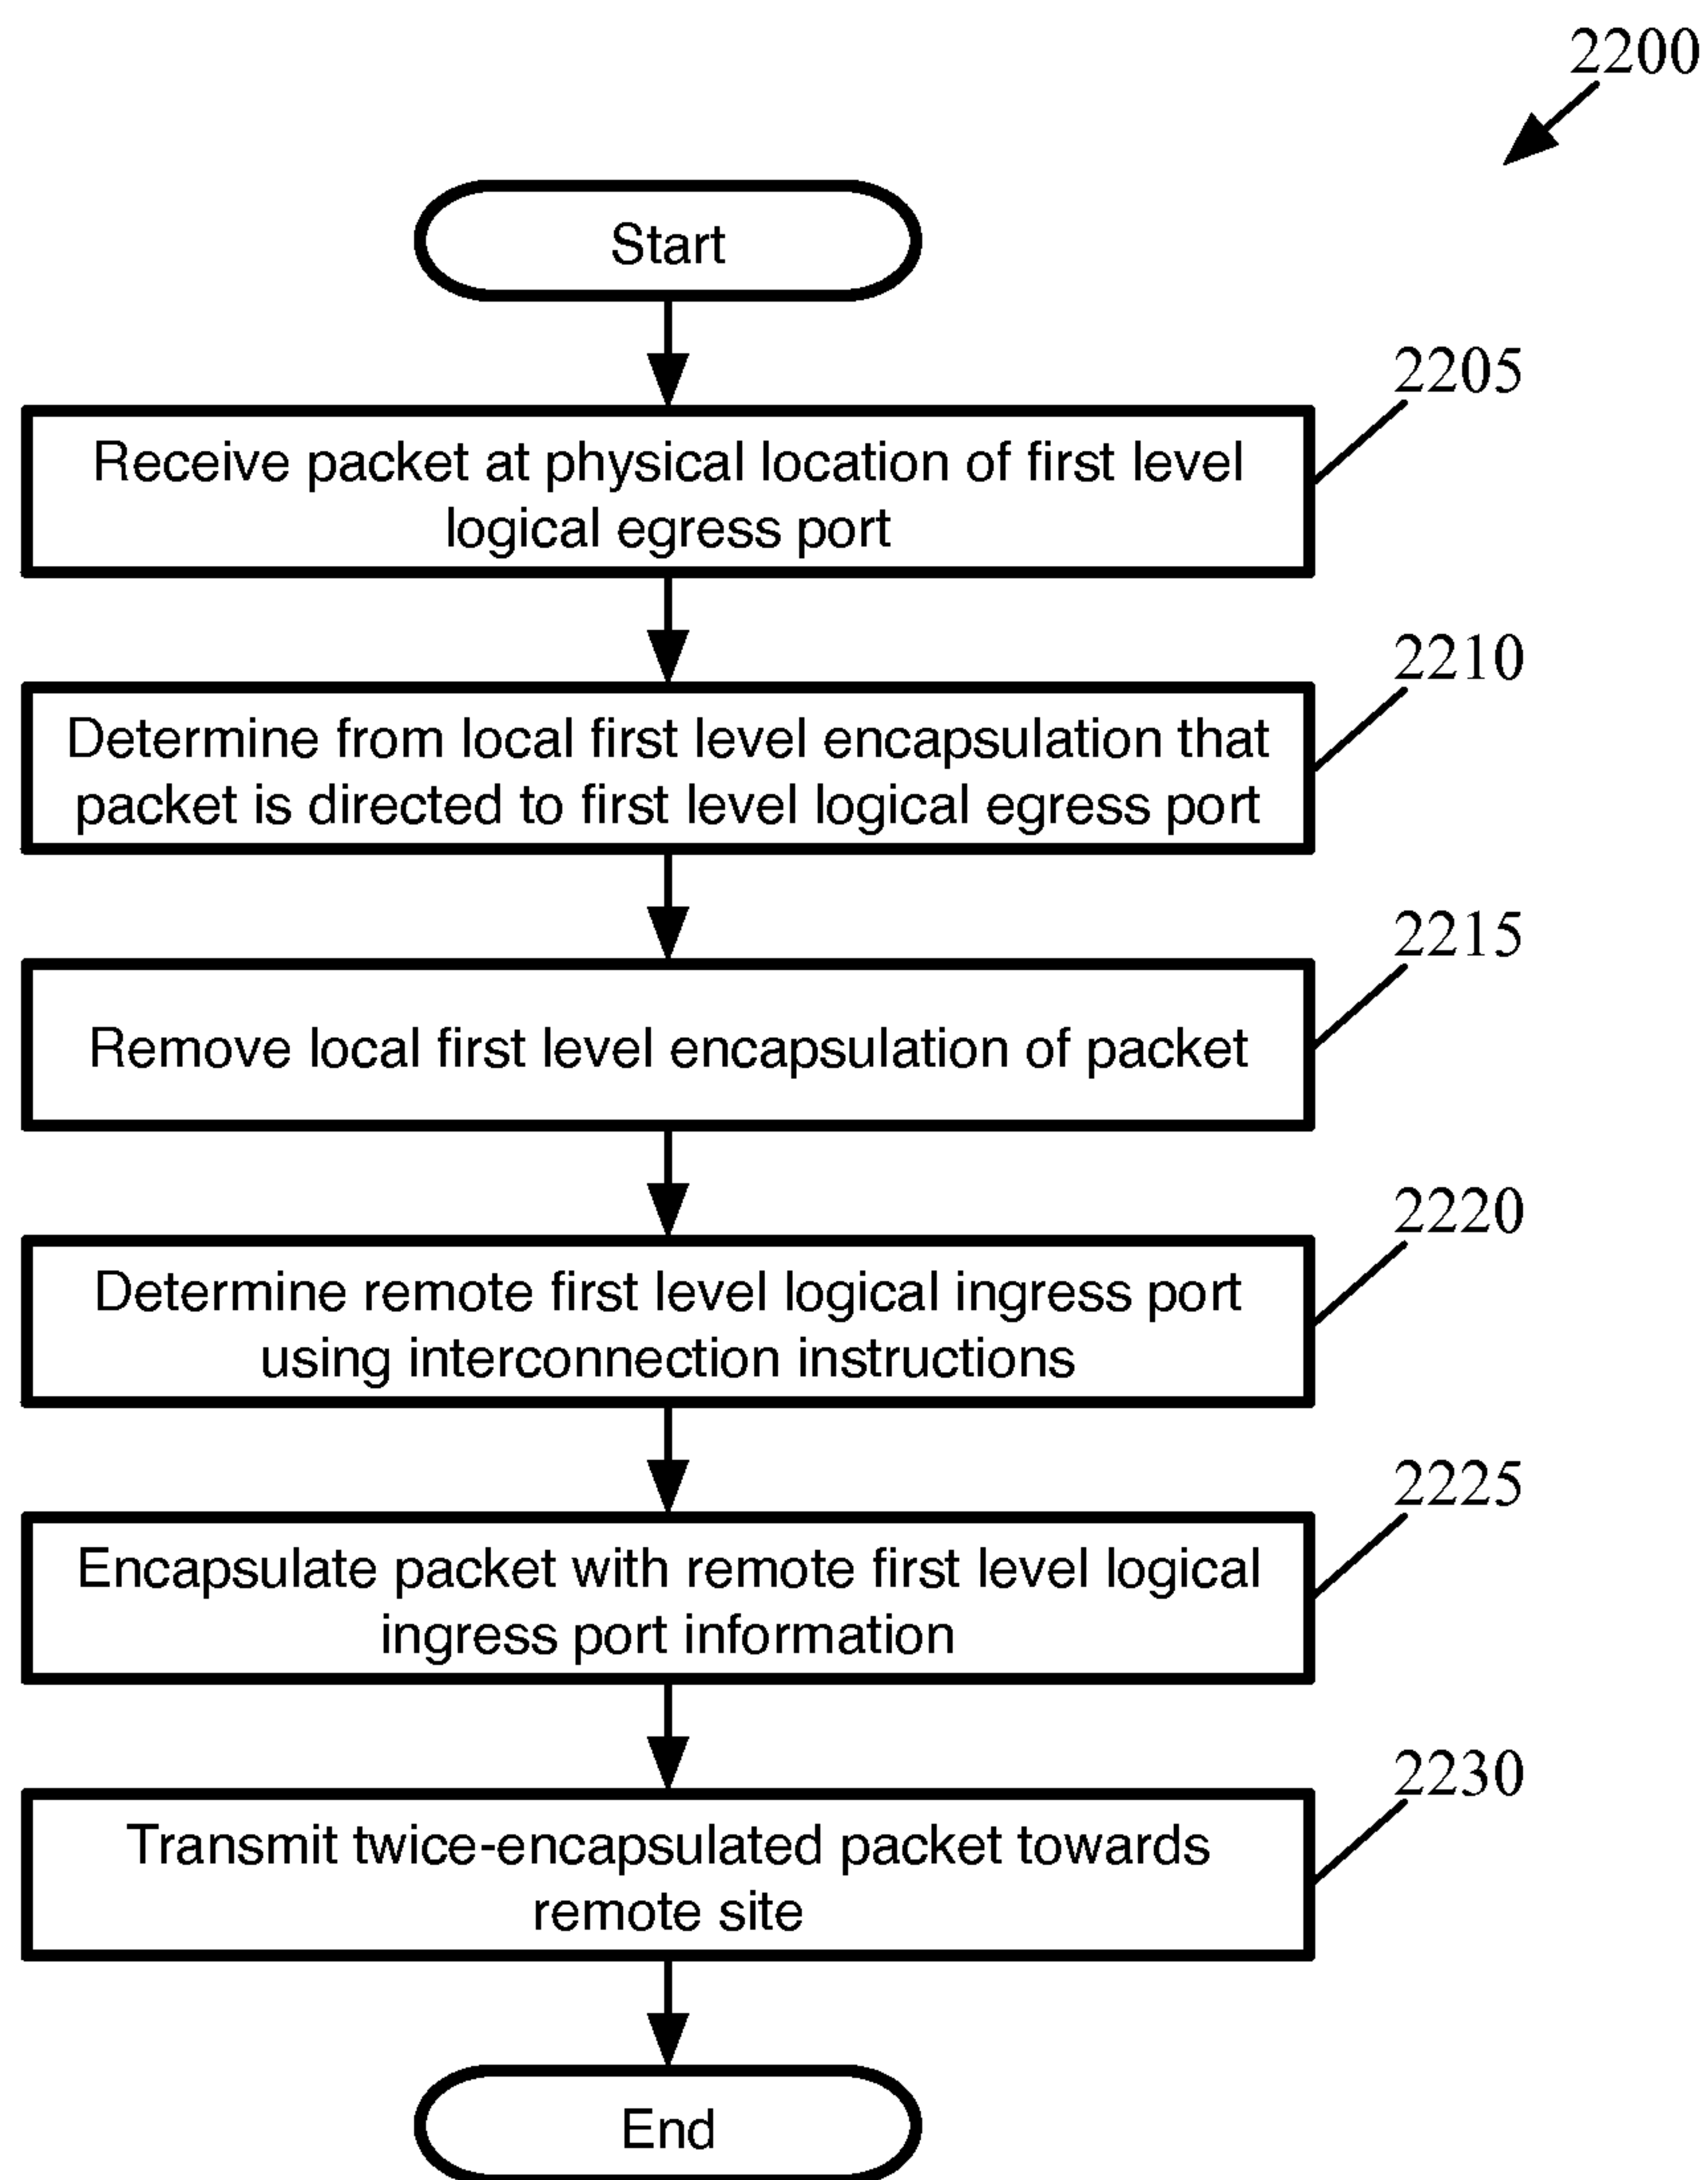 2200
Start
2205
Receive packet at physical location of first level
logical egress port
2210
Determine from local first level encapsulation that
packet is directed to first level logical egress port
2215
Remove local first level encapsulation of packet
2220
Determine remote first level logical ingress port
using interconnection instructions
2225
Encapsulate packet with remote first level logical
ingress port information
2230
Transmit twice-encapsulated packet towards
remote site
End